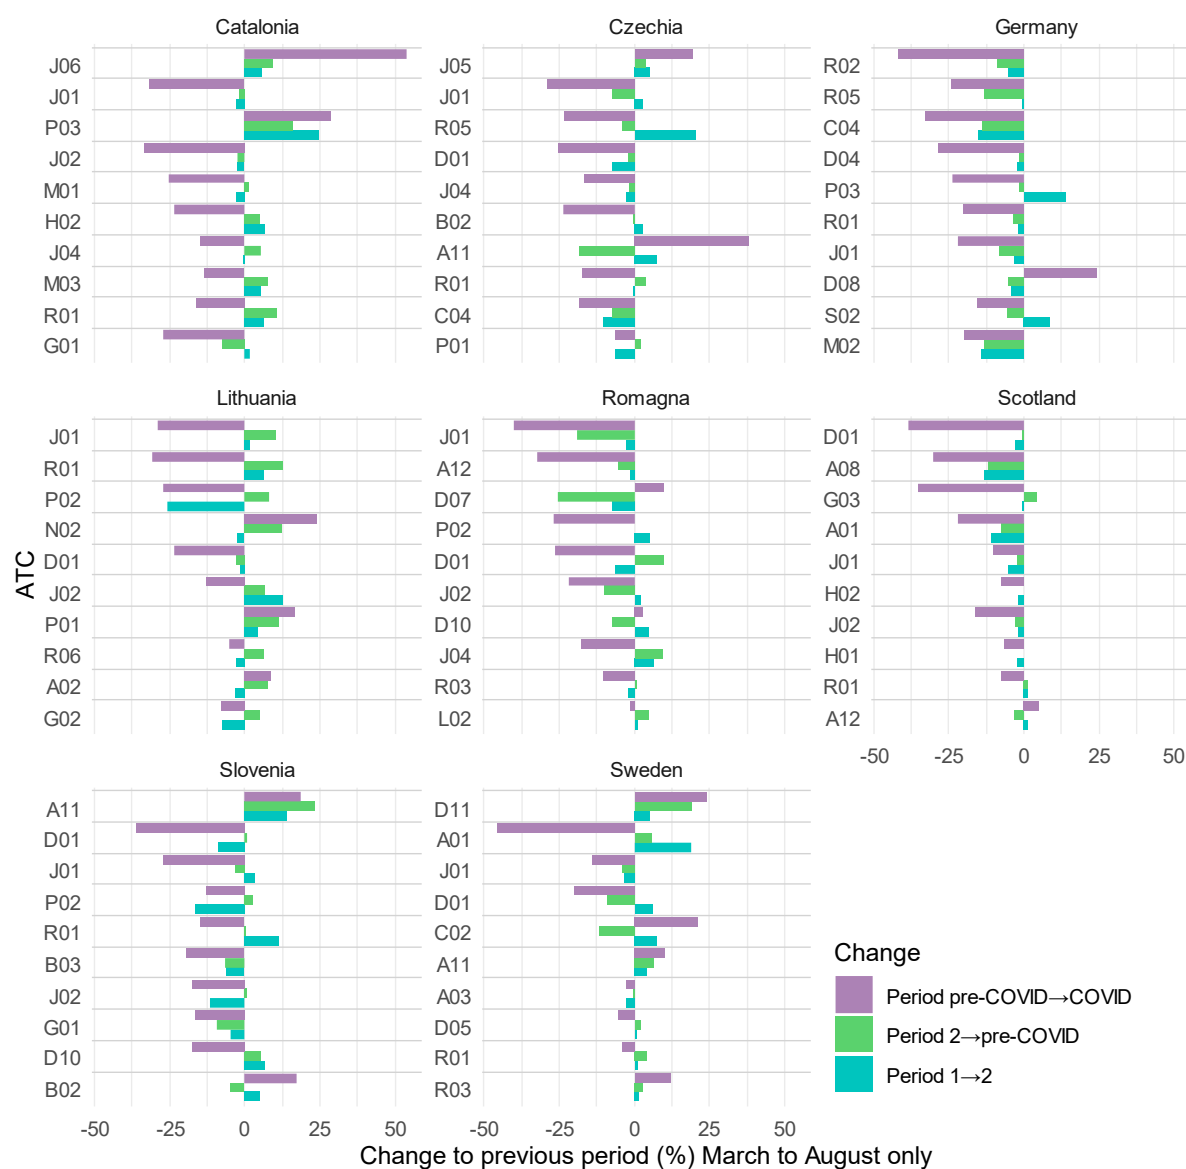 Catalonia
Czechia
Germany
J06
J01
P03
J02
M01
H02
J04
M03
R01
G01
J05
J01
R05
D01
J04
B02
A11
R01
C04
P01
R02
R05
C04
D04
P03
R01
J01
D08
S02
M02
Lithuania
Romagna
Scotland
J01
R01
P02
N02
D01
J02
P01
R06
A02
G02
J01
A12
D07
P02
D01
J02
D10
J04
R03
L02
D01
A08
G03
A01
J01
H02
J02
H01
R01
A12
-50 -25 0 25 50
ATC
Slovenia
Sweden
A11
D01
J01
P02
R01
B03
J02
G01
D10
B02
D11
A01
J01
D01
C02
A11
A03
D05
R01
R03
-50 -25 0 25 50
-50 -25 0 25 50
Change to previous period (%) March to August only
Change
Period pre-COVID→COVID
Period 2→pre-COVID
Period 1→2